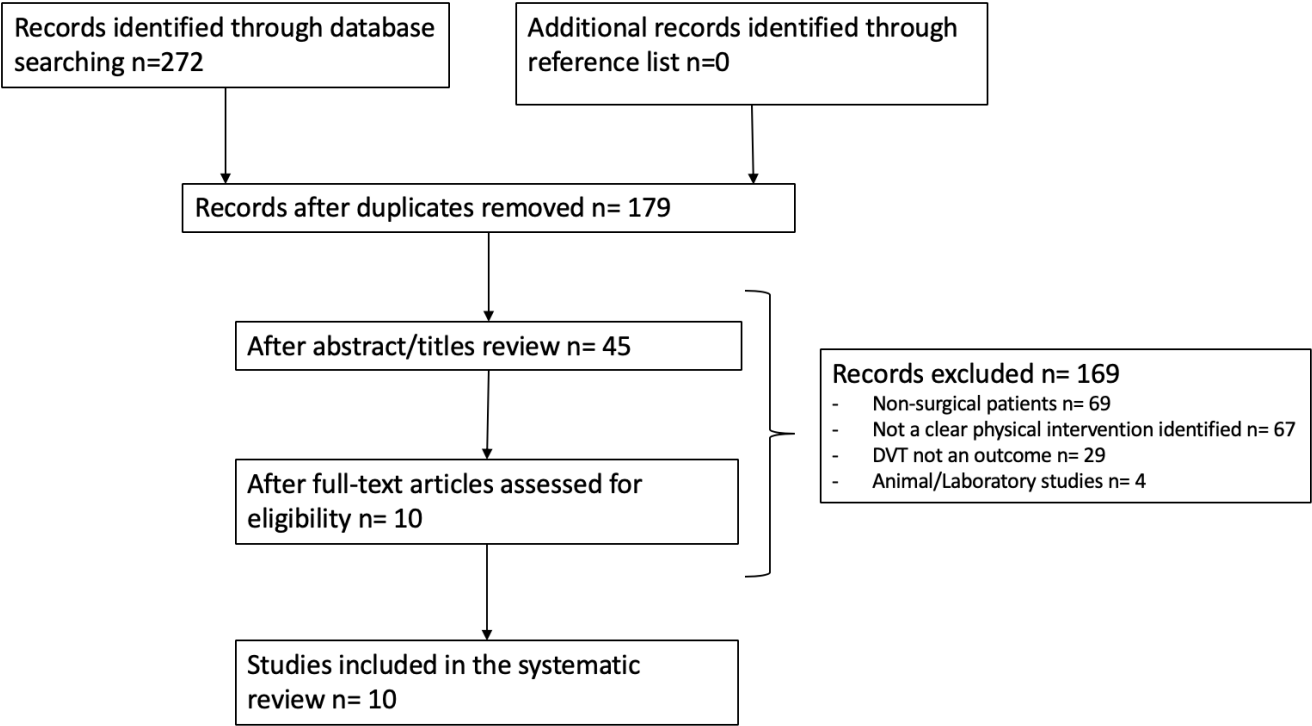 Records identified through database
searching n=272
Additional records identified through
reference list n=0
Records after duplicates removed n= 179
After abstract/titles review n= 45
After full-text articles assessed for
eligibility n= 10
Records excluded n= 169
- Non-surgical patients n= 69
- Not a clear physical intervention identified n= 67
- DVT not an outcome n= 29
- Animal/Laboratory studies n= 4
Studies included in the systematic
review n= 10